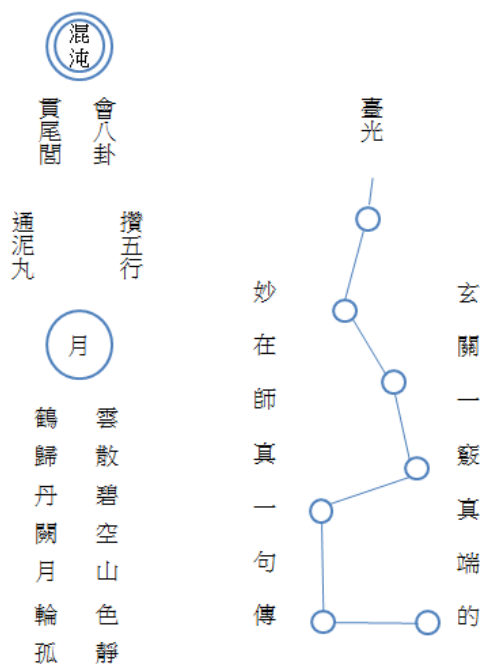 臺光
玄關一竅真端的
妙在師真一句傳
混沌
會八卦
貫尾閭
攢五行
通泥丸
月
雲散碧空山色靜
鶴歸丹闕月輪孤